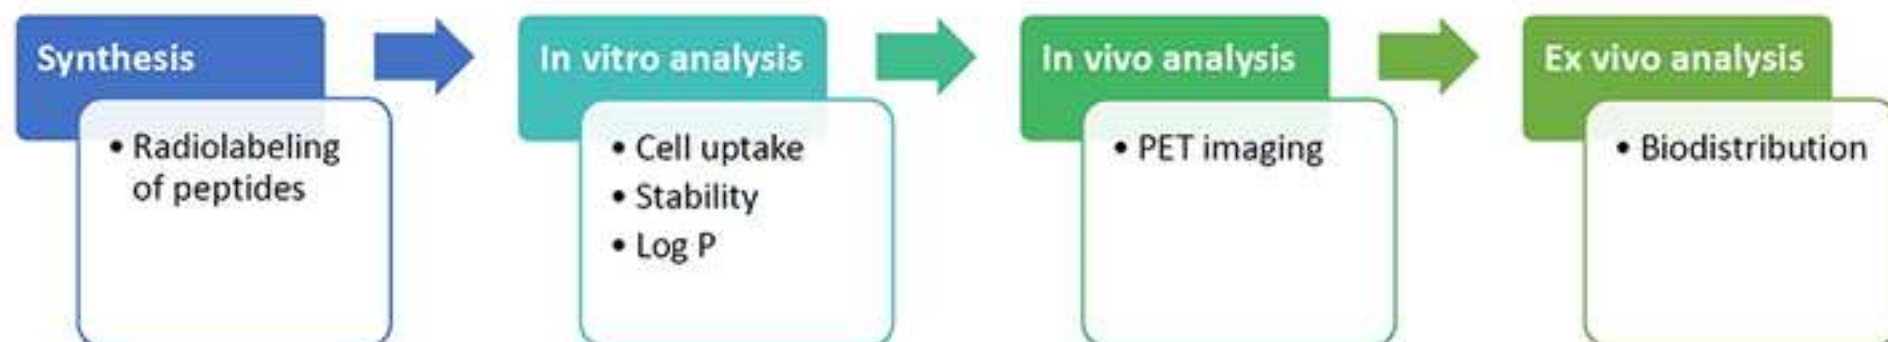 Synthesis
• Radiolabeling
of peptides
In vitro analysis
• Cell uptake
• Stability
• Log P
In vivo analysis
• PET imaging
Ex vivo analysis
• Biodistribution